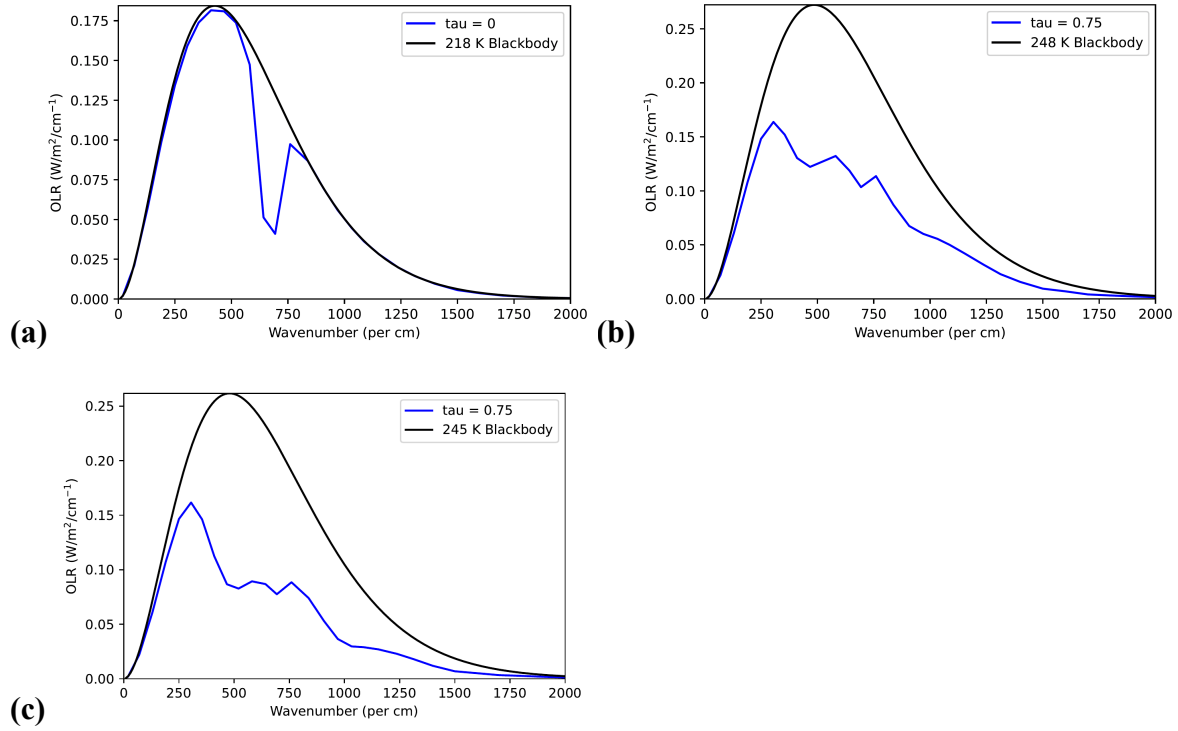 0.175
0.150
0.125
0.100
0.075
0.050
0.025
0.000
OLR (W/m²/cm⁻¹)
tau = 0
218 K Blackbody
0 250 500 750 1000 1250 1500 1750 2000
Wavenumber (per cm)
(a)
0.25
0.20
0.15
0.10
0.05
0.00
OLR (W/m²/cm⁻¹)
tau = 0.75
248 K Blackbody
0 250 500 750 1000 1250 1500 1750 2000
Wavenumber (per cm)
(b)
0.25
0.20
0.15
0.10
0.05
0.00
OLR (W/m²/cm⁻¹)
tau = 0.75
245 K Blackbody
0 250 500 750 1000 1250 1500 1750 2000
Wavenumber (per cm)
(c)